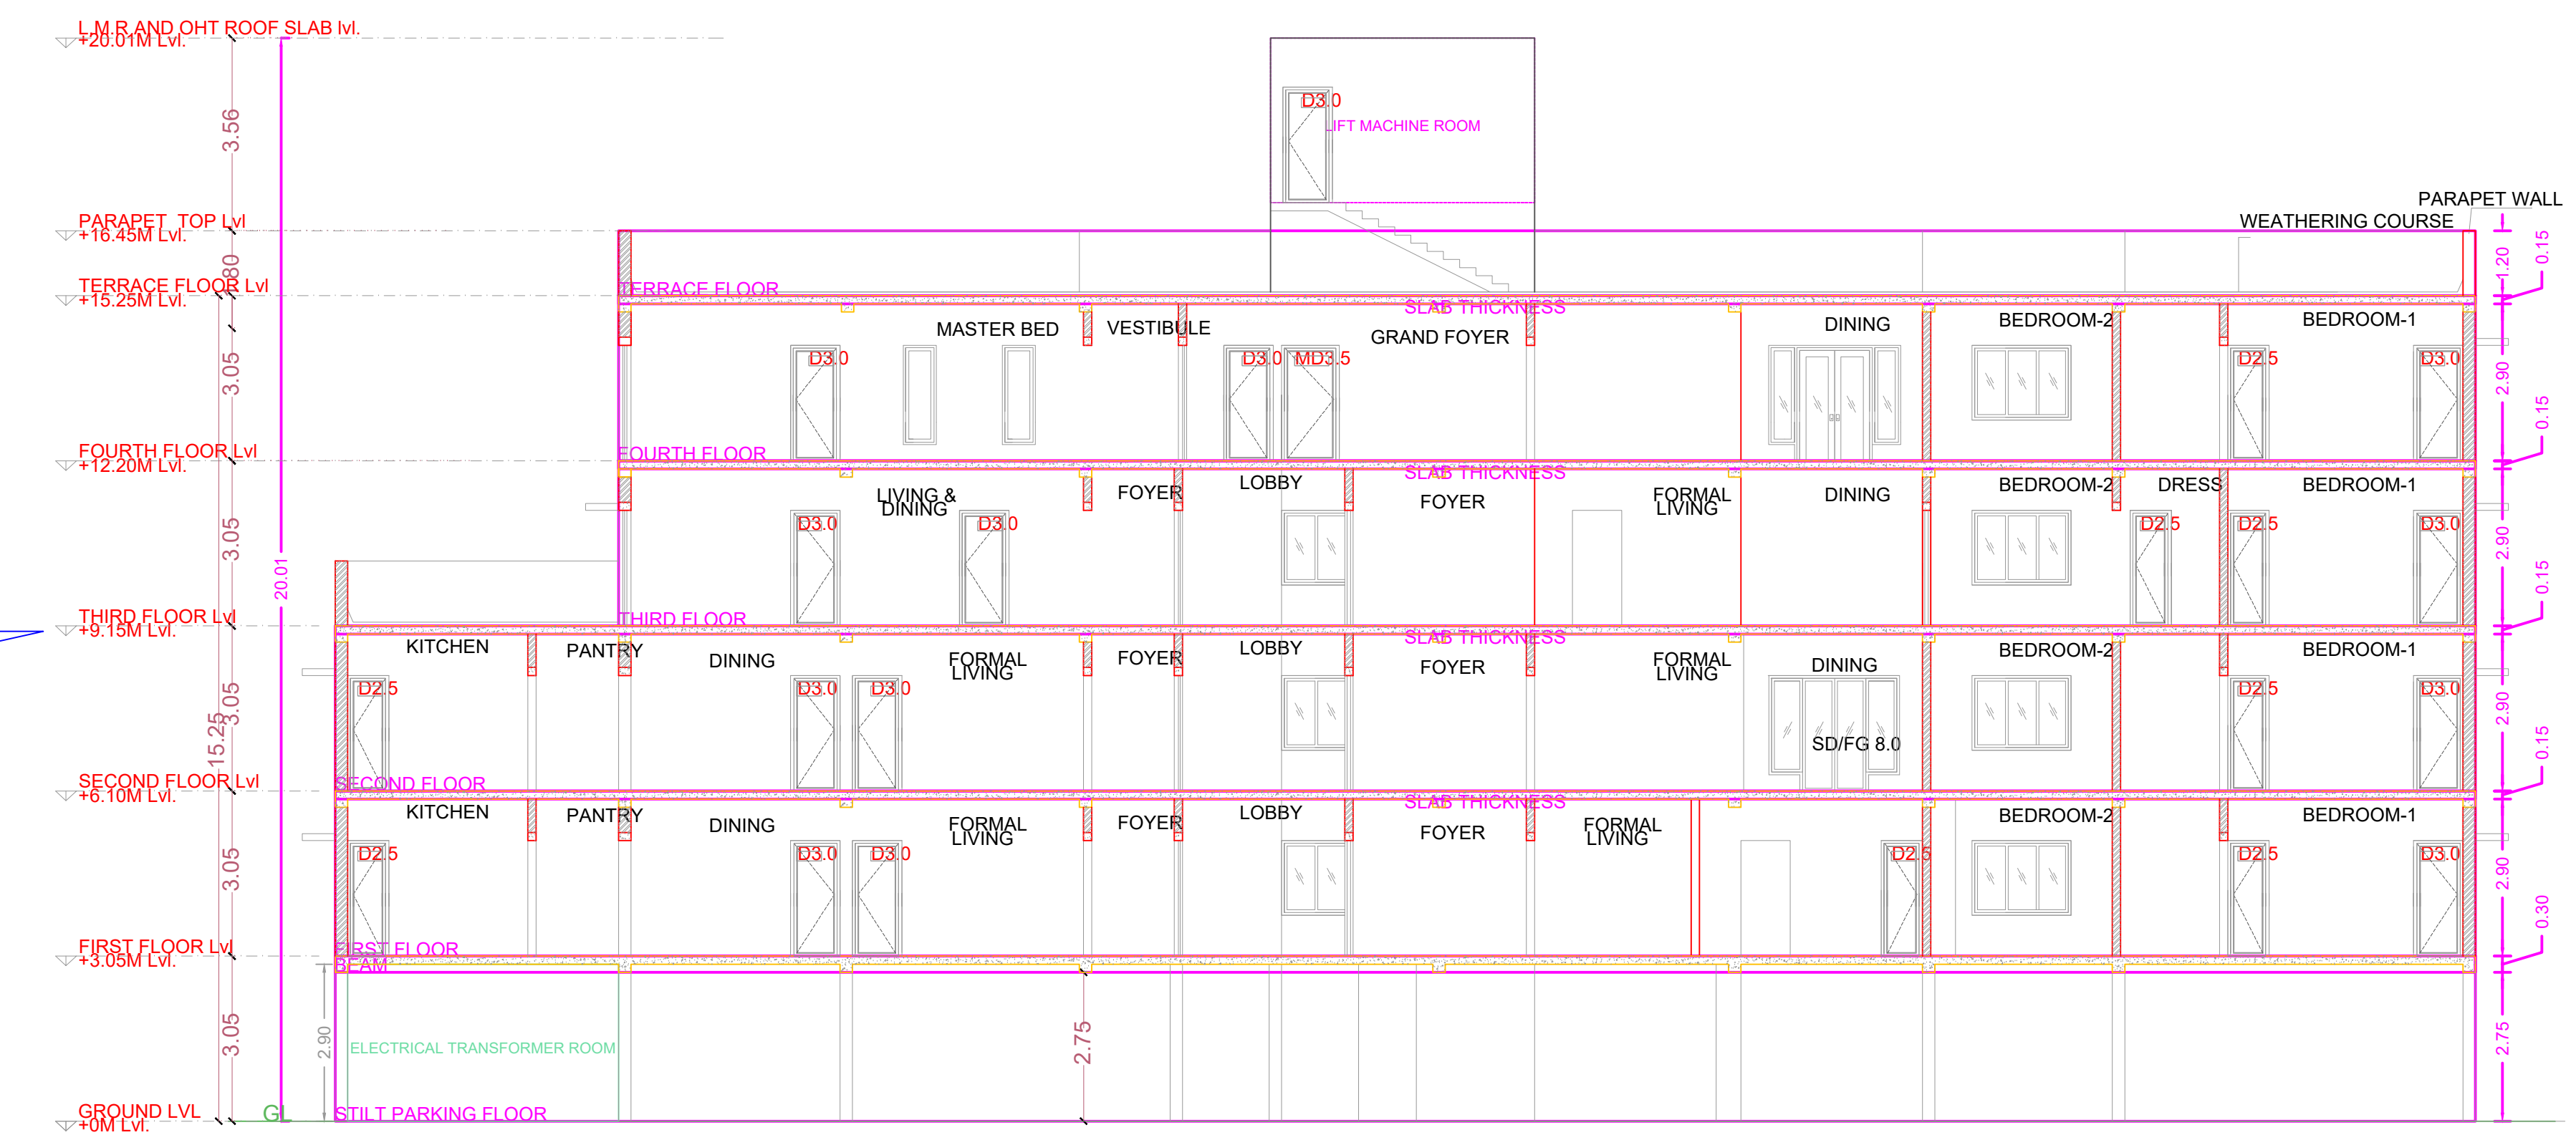 L.M.R AND OHT ROOF SLAB lvl.
+20.01M Lvl.
3.56
D3.0
LIFT MACHINE ROOM
PARAPET WALL
PARAPET TOP Lvl
+16.45M Lvl.
WEATHERING COURSE
1.20
0.15
TERRACE FLOOR Lvl
+15.25M Lvl.
TERRACE FLOOR
SLAB THICKNESS
MASTER BED
VESTIBULE
GRAND FOYER
DINING
BEDROOM-2
BEDROOM-1
D3.0
D3.0
MD3.5
D2.5
D3.0
3.05
2.90
0.15
FOURTH FLOOR Lvl
+12.20M Lvl.
FOURTH FLOOR
SLAB THICKNESS
LIVING &
DINING
FOYER
LOBBY
FOYER
FORMAL
LIVING
DINING
BEDROOM-2
DRESS
BEDROOM-1
D3.0
D3.0
D2.5
D2.5
D3.0
3.05
20.01
2.90
0.15
THIRD FLOOR Lvl
+9.15M Lvl.
THIRD FLOOR
SLAB THICKNESS
KITCHEN
PANTRY
DINING
FORMAL
LIVING
FOYER
LOBBY
FOYER
FORMAL
LIVING
DINING
BEDROOM-2
BEDROOM-1
D2.5
D3.0
D3.0
SD/FG 8.0
D2.5
D3.0
3.05
15.25
2.90
0.15
SECOND FLOOR Lvl
+6.10M Lvl.
SECOND FLOOR
SLAB THICKNESS
KITCHEN
PANTRY
DINING
FORMAL
LIVING
FOYER
LOBBY
FOYER
FORMAL
LIVING
BEDROOM-2
BEDROOM-1
D2.5
D3.0
D3.0
D2.5
D2.5
D3.0
3.05
2.90
0.30
FIRST FLOOR Lvl
+3.05M Lvl.
FIRST FLOOR
BEAM
3.05
2.90
ELECTRICAL TRANSFORMER ROOM
2.75
2.75
GROUND LVL
+0M Lvl.
GL
STILT PARKING FLOOR